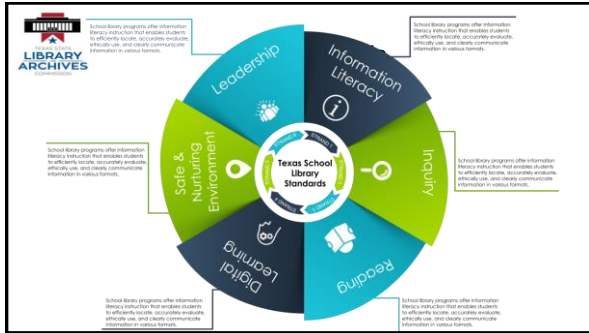 TEXAS STATE
LIBRARY
ARCHIVES
COMMISSION
School library programs offer information
literacy instruction that enables students
to efficiently locate, accurately evaluate,
ethically use, and clearly communicate
information in various formats.
School library programs offer information
literacy instruction that enables students
to efficiently locate, accurately evaluate,
ethically use, and clearly communicate
information in various formats.
Leadership
Information
Literacy
School library programs offer information
literacy instruction that enables students
to efficiently locate, accurately evaluate,
ethically use, and clearly communicate
information in various formats.
Safe &
Nurturing
Environment
STRAND 6
STRAND 1
Texas School
Library
Standards
STRAND 3
STRAND 4
Inquiry
School library programs offer information
literacy instruction that enables students
to efficiently locate, accurately evaluate,
ethically use, and clearly communicate
information in various formats.
Digital
Learning
Reading
School library programs offer information
literacy instruction that enables students
to efficiently locate, accurately evaluate,
ethically use, and clearly communicate
information in various formats.
School library programs offer information
literacy instruction that enables students
to efficiently locate, accurately evaluate,
ethically use, and clearly communicate
information in various formats.